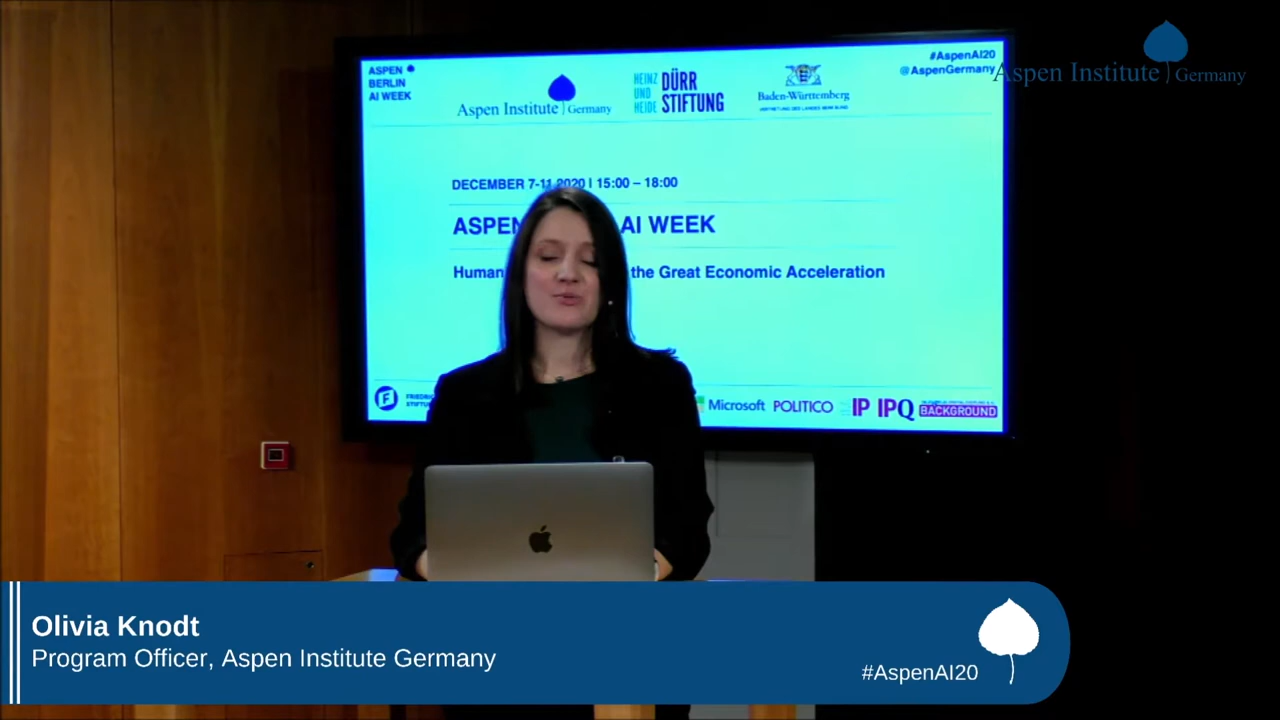 ASPEN
BERLIN
AI WEEK
Aspen Institute Germany
HEINZ
UND
HEIDE
DÜRR
STIFTUNG
Baden-Württemberg
#AspenAI20
@AspenGermany
Aspen Institute Germany
DECEMBER 7-11 2020 | 15:00 – 18:00
ASPEN AI WEEK
Human the Great Economic Acceleration
F
Microsoft POLITICO IP IPQ BACKGROUND
Olivia Knodt
Program Officer, Aspen Institute Germany
#AspenAI20